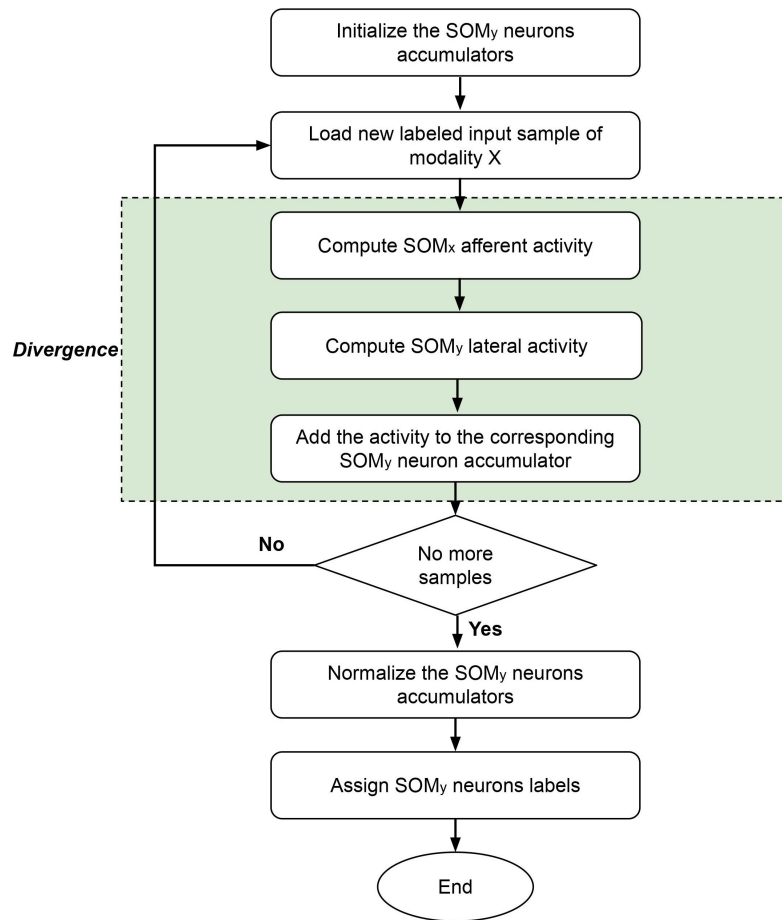 Initialize the SOMy neurons
accumulators
Load new labeled input sample of
modality X
Compute SOMx afferent activity
Divergence
Compute SOMy lateral activity
Add the activity to the corresponding
SOMy neuron accumulator
No
No more
samples
Yes
Normalize the SOMy neurons
accumulators
Assign SOMy neurons labels
End